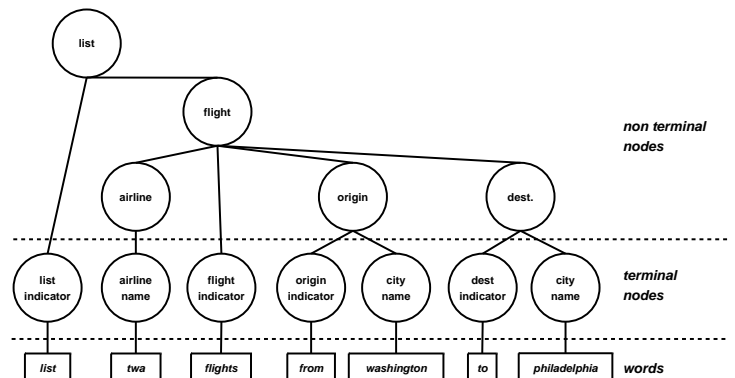 list
flight
non terminal
nodes
airline
origin
dest.
list
indicator
airline
name
flight
indicator
origin
indicator
city
name
dest
indicator
city
name
terminal
nodes
list
twa
flights
from
washington
to
philadelphia
words